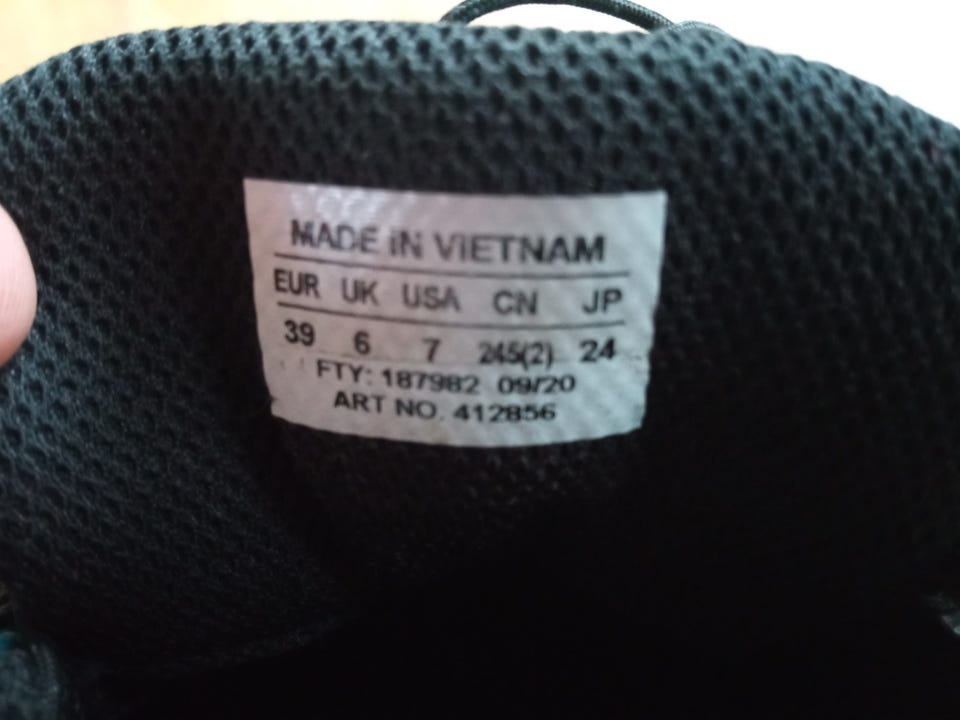 MADE IN VIETNAM
EUR UK USA CN JP
39 6 7 245(2) 24
FTY: 187982 09/20
ART NO. 412856